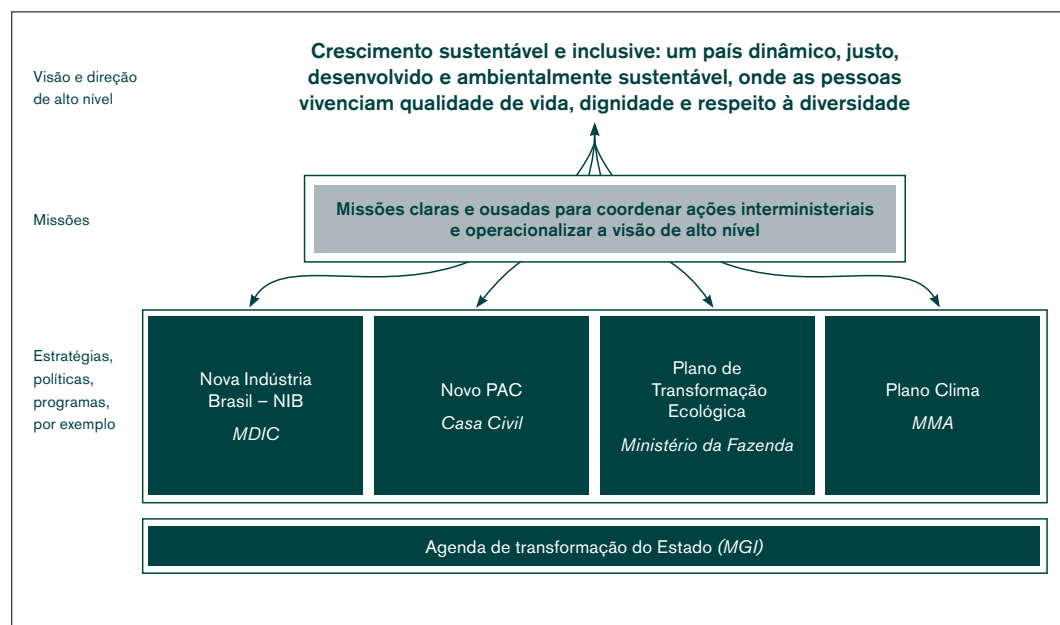 Visão e direção
de alto nível
Crescimento sustentável e inclusive: um país dinâmico, justo,
desenvolvido e ambientalmente sustentável, onde as pessoas
vivenciam qualidade de vida, dignidade e respeito à diversidade
Missões
Missões claras e ousadas para coordenar ações interministeriais
e operacionalizar a visão de alto nível
Estratégias,
políticas,
programas,
por exemplo
Nova Indústria
Brasil – NIB
MDIC
Novo PAC
Casa Civil
Plano de
Transformação
Ecológica
Ministério da Fazenda
Plano Clima
MMA
Agenda de transformação do Estado (MGI)